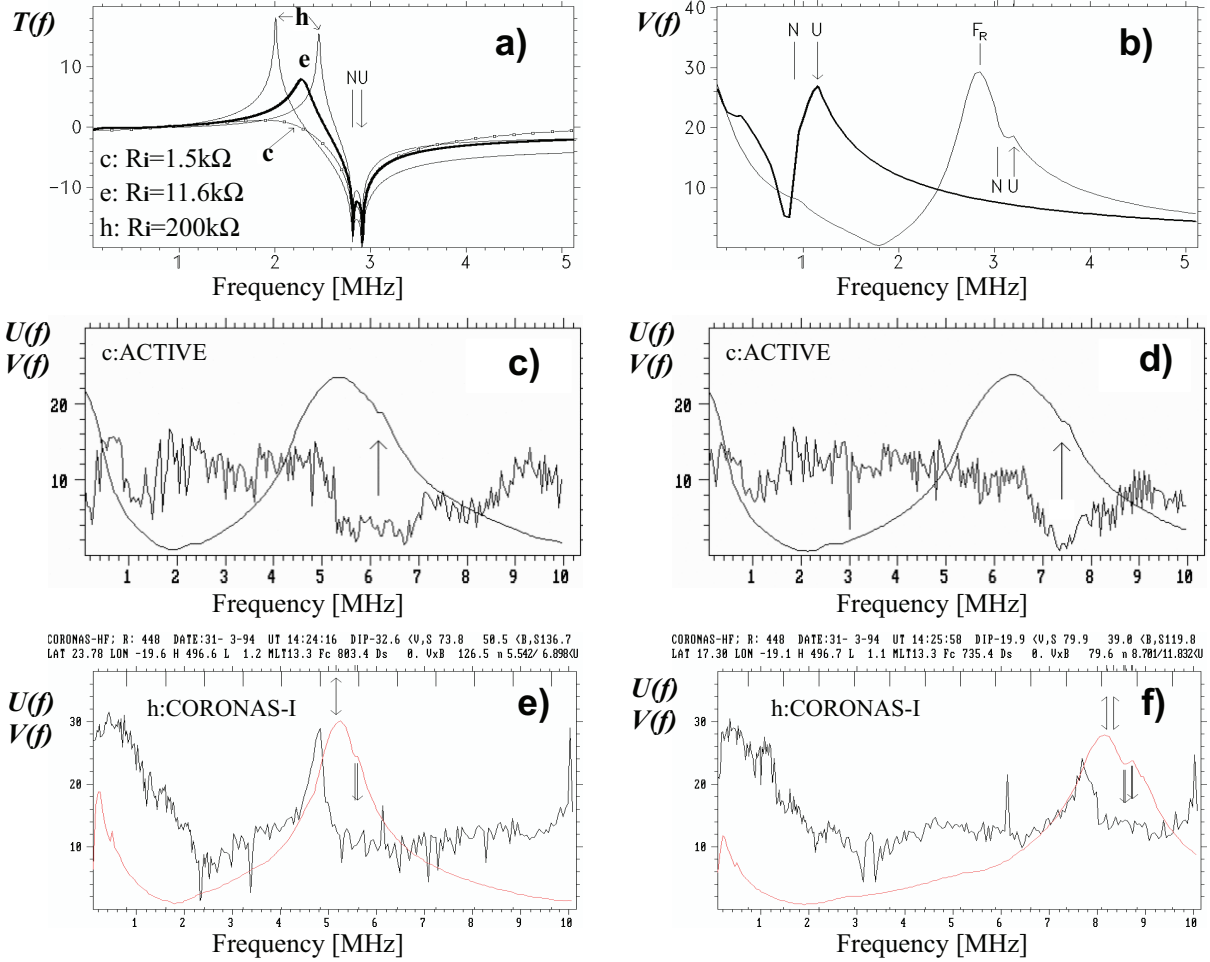 T(f)
h
a)
e
NU
10
0
c
c: Ri=1.5kΩ
-10
e: Ri=11.6kΩ
h: Ri=200kΩ
1 2 3 4 5
Frequency [MHz]
V(f)
40
N U
FR
b)
30
20
N U
10
1 2 3 4 5
Frequency [MHz]
U(f)
V(f)
c:ACTIVE
c)
20
10
1 2 3 4 5 6 7 8 9 10
Frequency [MHz]
U(f)
V(f)
c:ACTIVE
d)
20
10
1 2 3 4 5 6 7 8 9 10
Frequency [MHz]
CORONAS-HF; R: 448 DATE:31- 3-94 UT 14:24:16 DIP-32.6 <V,S 73.8 50.5 <B,S136.7
LAT 23.78 LON -19.6 H 496.6 L 1.2 MLT13.3 Fc 803.4 Ds 0. VxB 126.5 n 5.542/ 6.898<U
U(f)
V(f)
h:CORONAS-I
e)
30
20
10
1 2 3 4 5 6 7 8 9 10
Frequency [MHz]
CORONAS-HF; R: 448 DATE:31- 3-94 UT 14:25:58 DIP-19.9 <V,S 79.9 39.0 <B,S119.8
LAT 17.30 LON -19.1 H 496.7 L 1.1 MLT13.3 Fc 735.4 Ds 0. VxB 79.6 n 8.701/11.832<U
U(f)
V(f)
h:CORONAS-I
f)
30
20
10
1 2 3 4 5 6 7 8 9 10
Frequency [MHz]